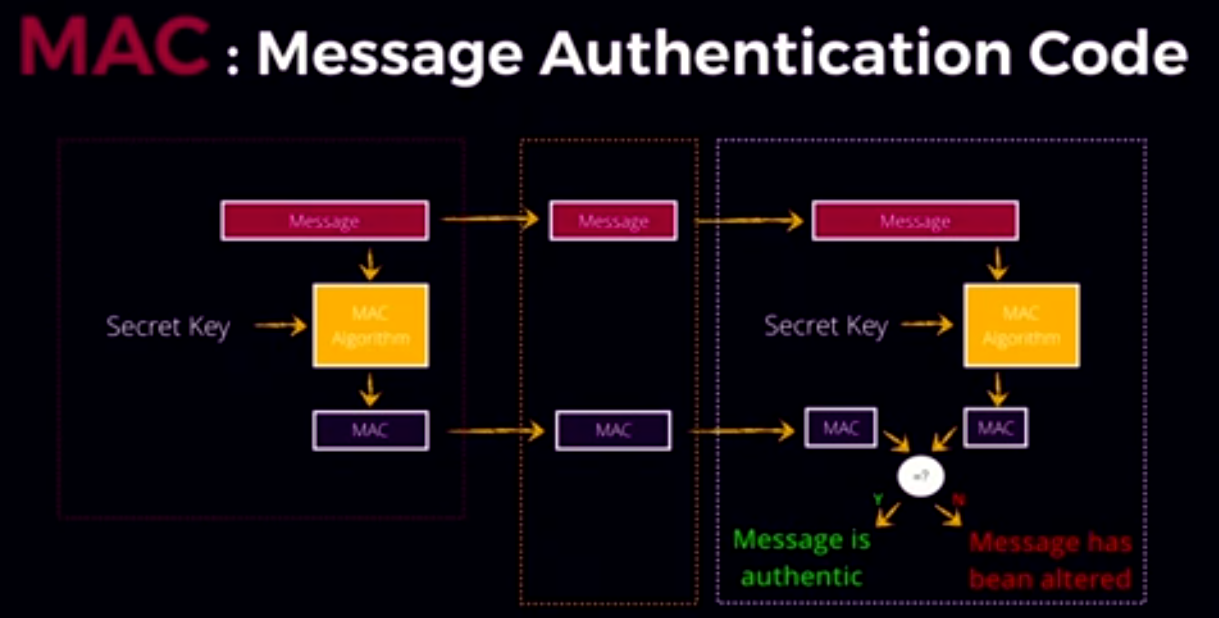 MAC : Message Authentication Code
Message
Message
Message
Secret Key
MAC
Algorithm
Secret Key
MAC
Algorithm
MAC
MAC
MAC
MAC
=?
Y
N
Message is
authentic
Message has
bean altered